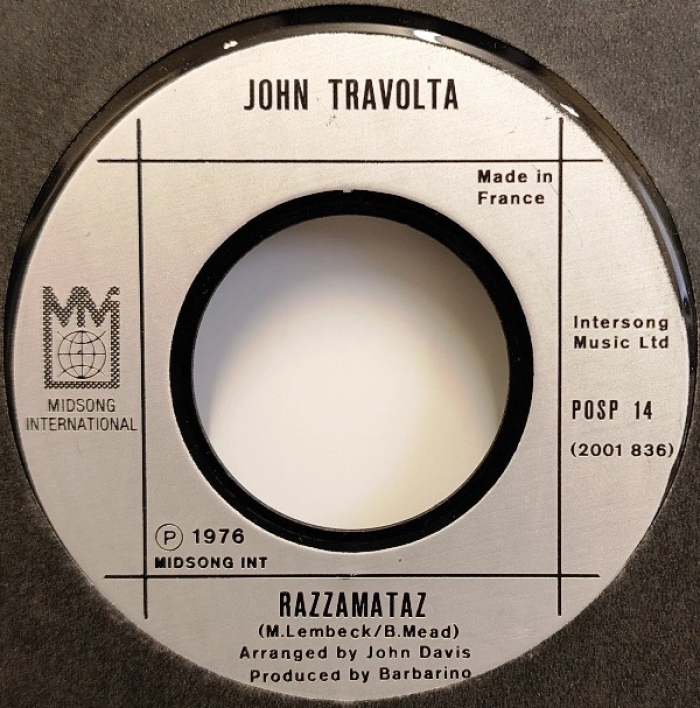 JOHN TRAVOLTA
Made in
France
MIDSONG
INTERNATIONAL
Intersong
Music Ltd
POSP 14
(2001 836)
Ⓟ 1976
MIDSONG INT
RAZZAMATAZ
(M.Lembeck/B.Mead)
Arranged by John Davis
Produced by Barbarino